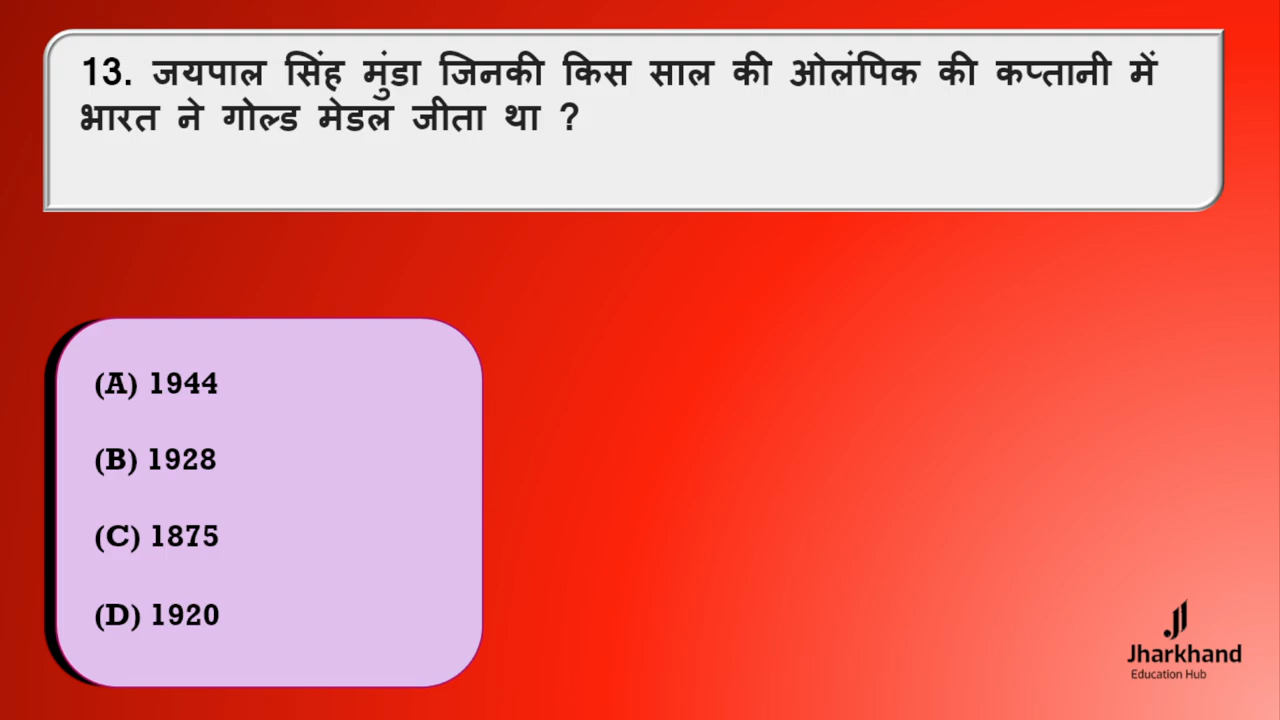 13. जयपाल सिंह मुंडा जिनकी किस साल की ओलंपिक की कप्तानी में
भारत ने गोल्ड मेडल जीता था ?
(A) 1944
(B) 1928
(C) 1875
(D) 1920
Jharkhand
Education Hub